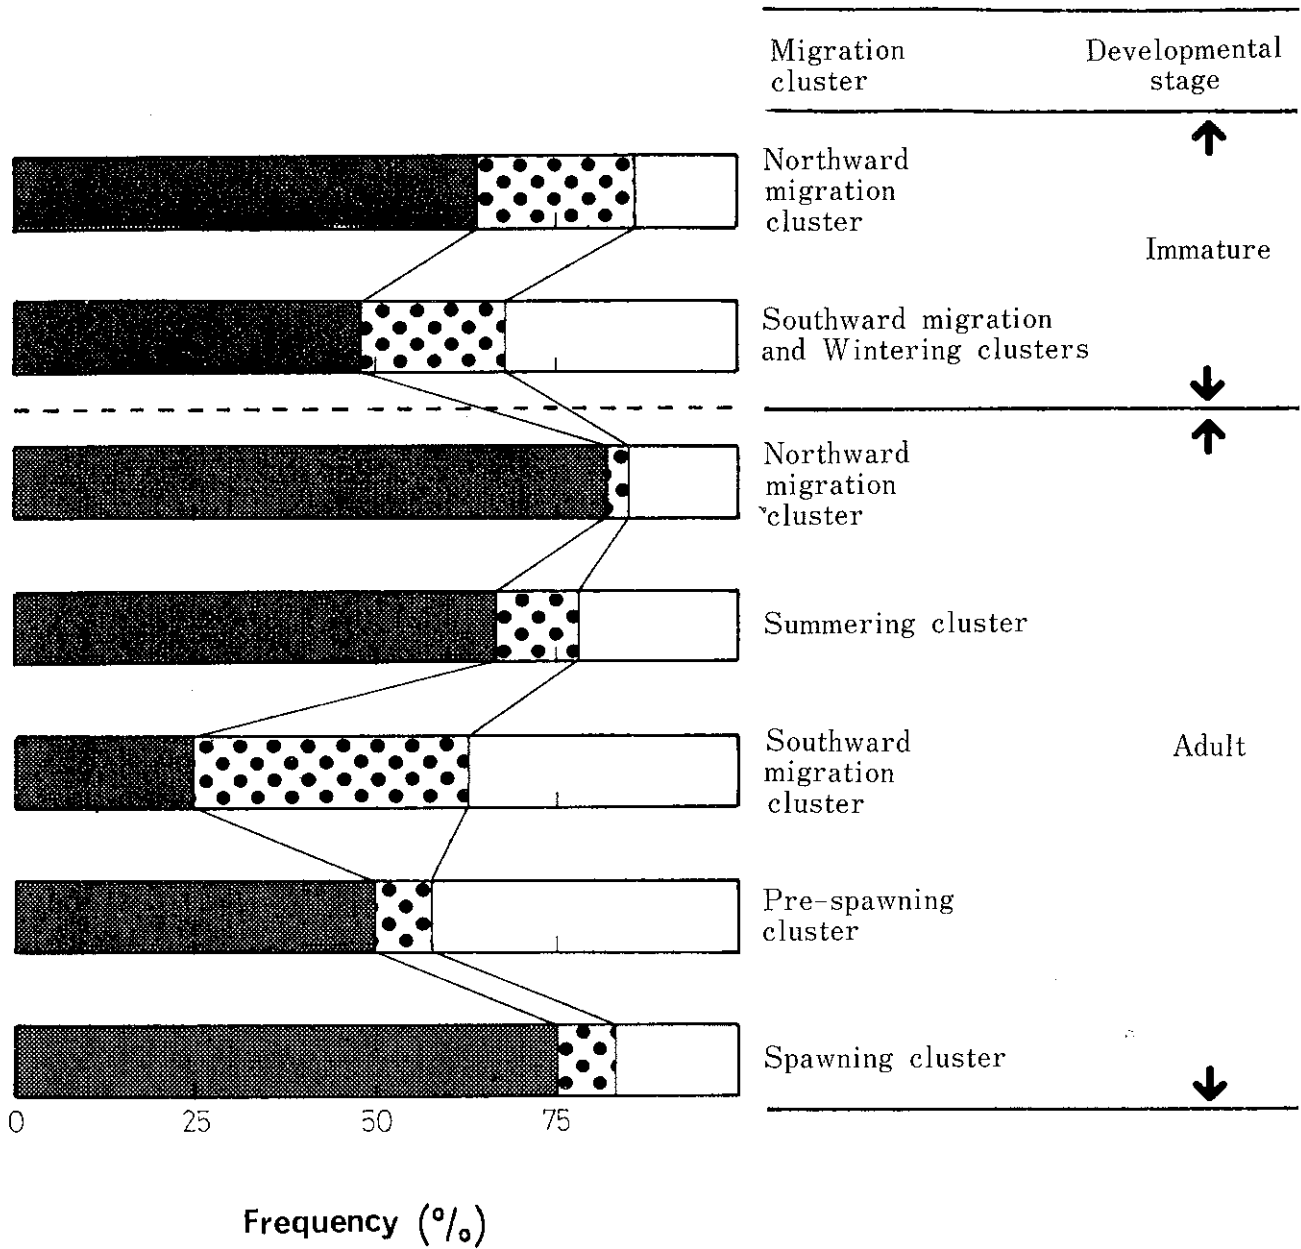 Migration
cluster
Developmental
stage
Northward
migration
cluster
Immature
Southward migration
and Wintering clusters
Northward
migration
cluster
Summering cluster
Southward
migration
cluster
Adult
Pre-spawning
cluster
Spawning cluster
0 25 50 75
Frequency (%)